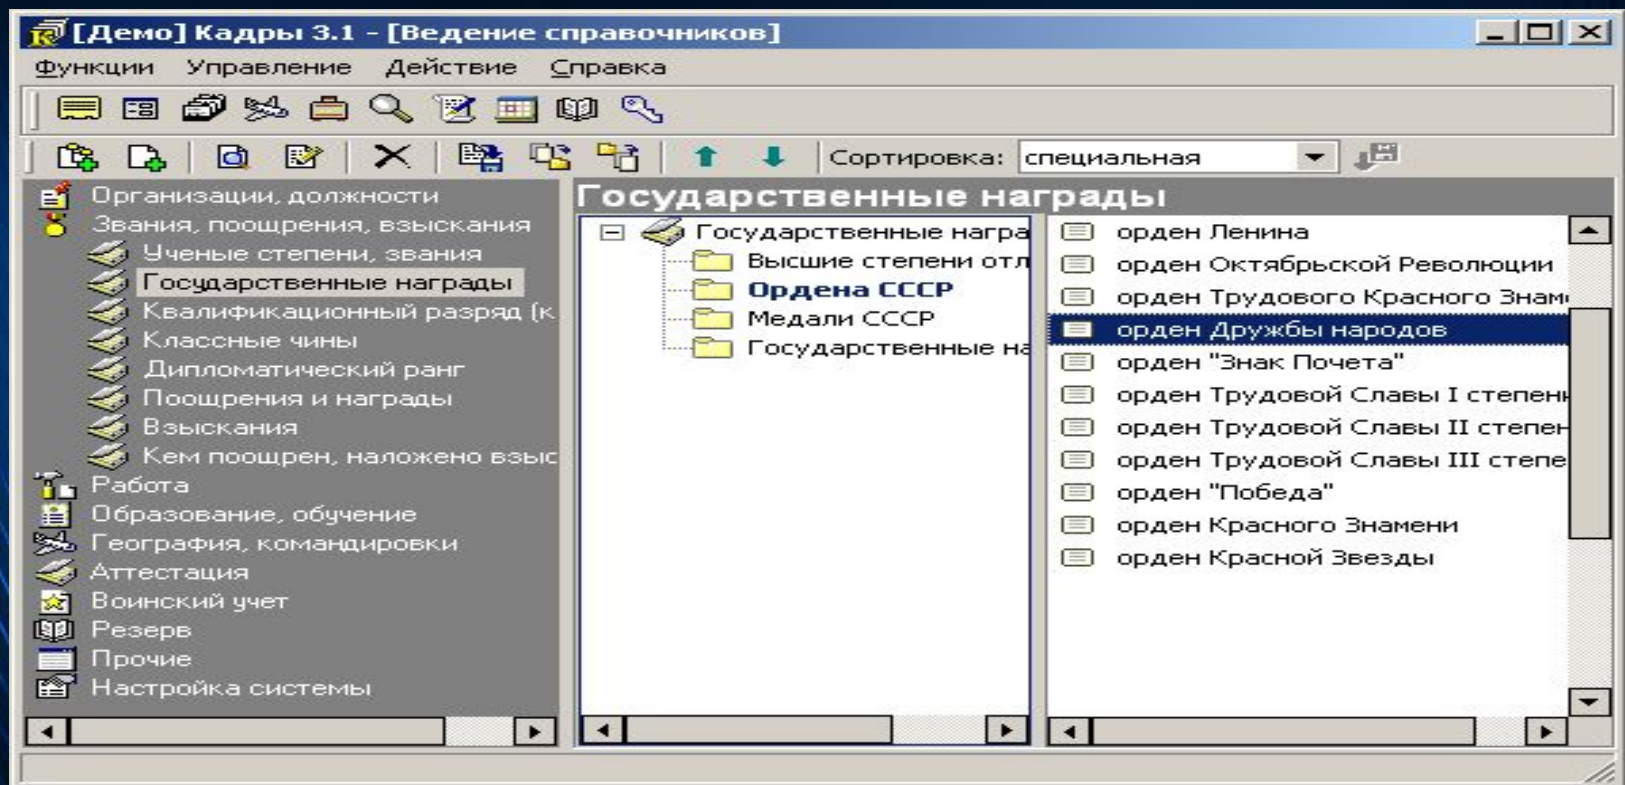 [Демо] Кадры 3.1 - [Ведение справочников]
Функции Управление Действие Справка
Сортировка: специальная
Организации, должности
Звания, поощрения, взыскания
Ученые степени, звания
Государственные награды
Квалификационный разряд (к
Классные чины
Дипломатический ранг
Поощрения и награды
Взыскания
Кем поощрен, наложено взыс
Работа
Образование, обучение
География, командировки
Аттестация
Воинский учет
Резерв
Прочие
Настройка системы
Государственные награды
Государственные награ
Высшие степени отл
Ордена СССР
Медали СССР
Государственные на
орден Ленина
орден Октябрьской Революции
орден Трудового Красного Знам
орден Дружбы народов
орден "Знак Почета"
орден Трудовой Славы I степен
орден Трудовой Славы II степен
орден Трудовой Славы III степе
орден "Победа"
орден Красного Знамени
орден Красной Звезды